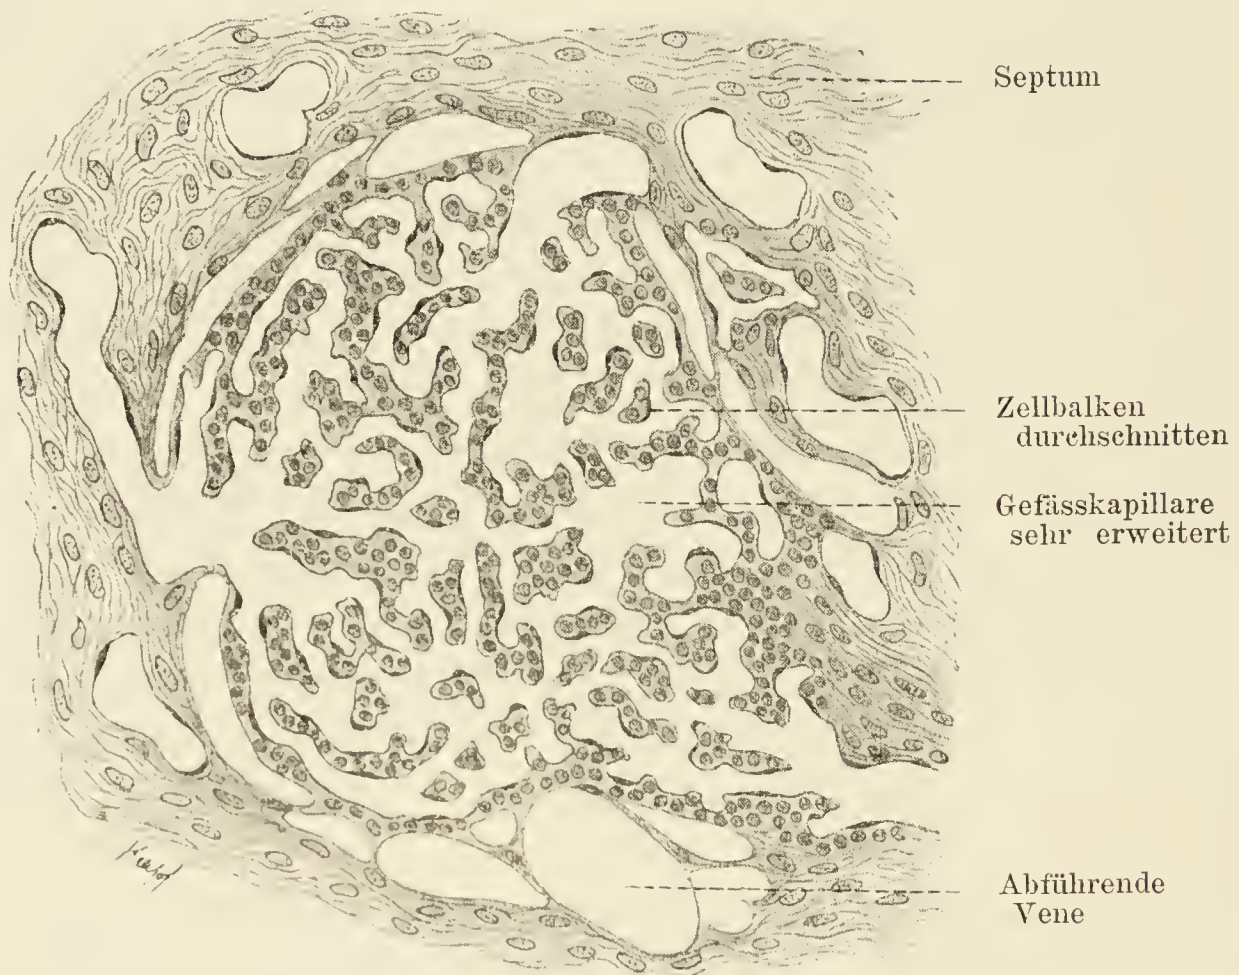 Septum
Zellbalken
durchschnitten
Gefässkapillare
sehr erweitert
Abführende
Vene